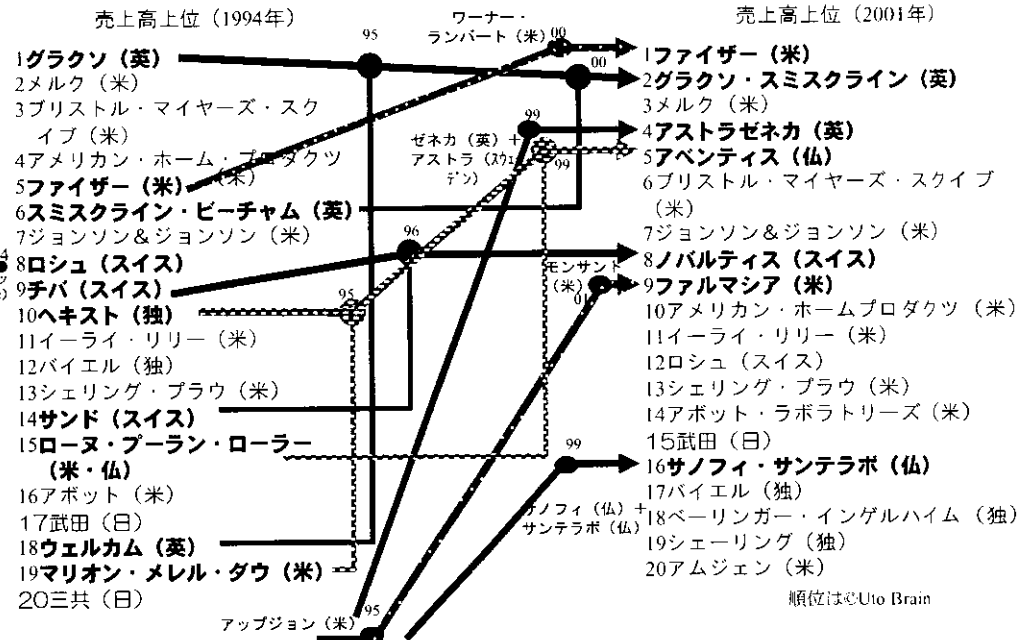 売上高上位（1994年）
1グラクソ（英）
2メルク（米）
3ブリストル・マイヤーズ・スク
イブ（米）
4アメリカン・ホーム・プロダクツ
（米）
5ファイザー（米）
6スミスクライン・ビーチャム（英）
7ジョンソン＆ジョンソン（米）
8ロシュ（スイス）
9チバ（スイス）
10ヘキスト（独）
11イーライ・リリー（米）
12バイエル（独）
13シェリング・プラウ（米）
14サンド（スイス）
15ローヌ・プーラン・ローラー
（米・仏）
16アボット（米）
17武田（日）
18ウェルカム（英）
19マリオン・メレル・ダウ（米）
20三共（日）
95
ワーナー・
ランバート（米）
00
00
99
ゼネカ（英）＋
アストラ（スウェー
デン）
99
96
95
モンサント
（米）
01
99
サノフィ（仏）＋
サンテラボ（仏）
95
アップジョン（米）
売上高上位（2001年）
1ファイザー（米）
2グラクソ・スミスクライン（英）
3メルク（米）
4アストラゼネカ（英）
5アベンティス（仏）
6ブリストル・マイヤーズ・スクイブ
（米）
7ジョンソン＆ジョンソン（米）
8ノバルティス（スイス）
9ファルマシア（米）
10アメリカン・ホームプロダクツ（米）
11イーライ・リリー（米）
12ロシュ（スイス）
13シェリング・プラウ（米）
14アボット・ラボラトリーズ（米）
15武田（日）
16サノフィ・サンテラボ（仏）
17バイエル（独）
18ベーリンガー・インゲルハイム（独）
19シェーリング（独）
20アムジェン（米）
順位は©Uto Brain